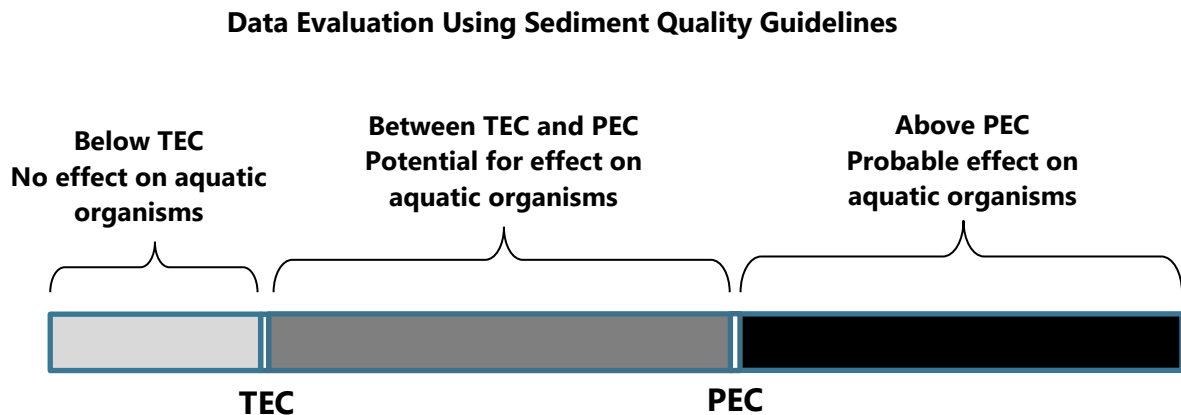 Data Evaluation Using Sediment Quality Guidelines
Below TEC
No effect on aquatic
organisms
Between TEC and PEC
Potential for effect on
aquatic organisms
Above PEC
Probable effect on
aquatic organisms
TEC
PEC